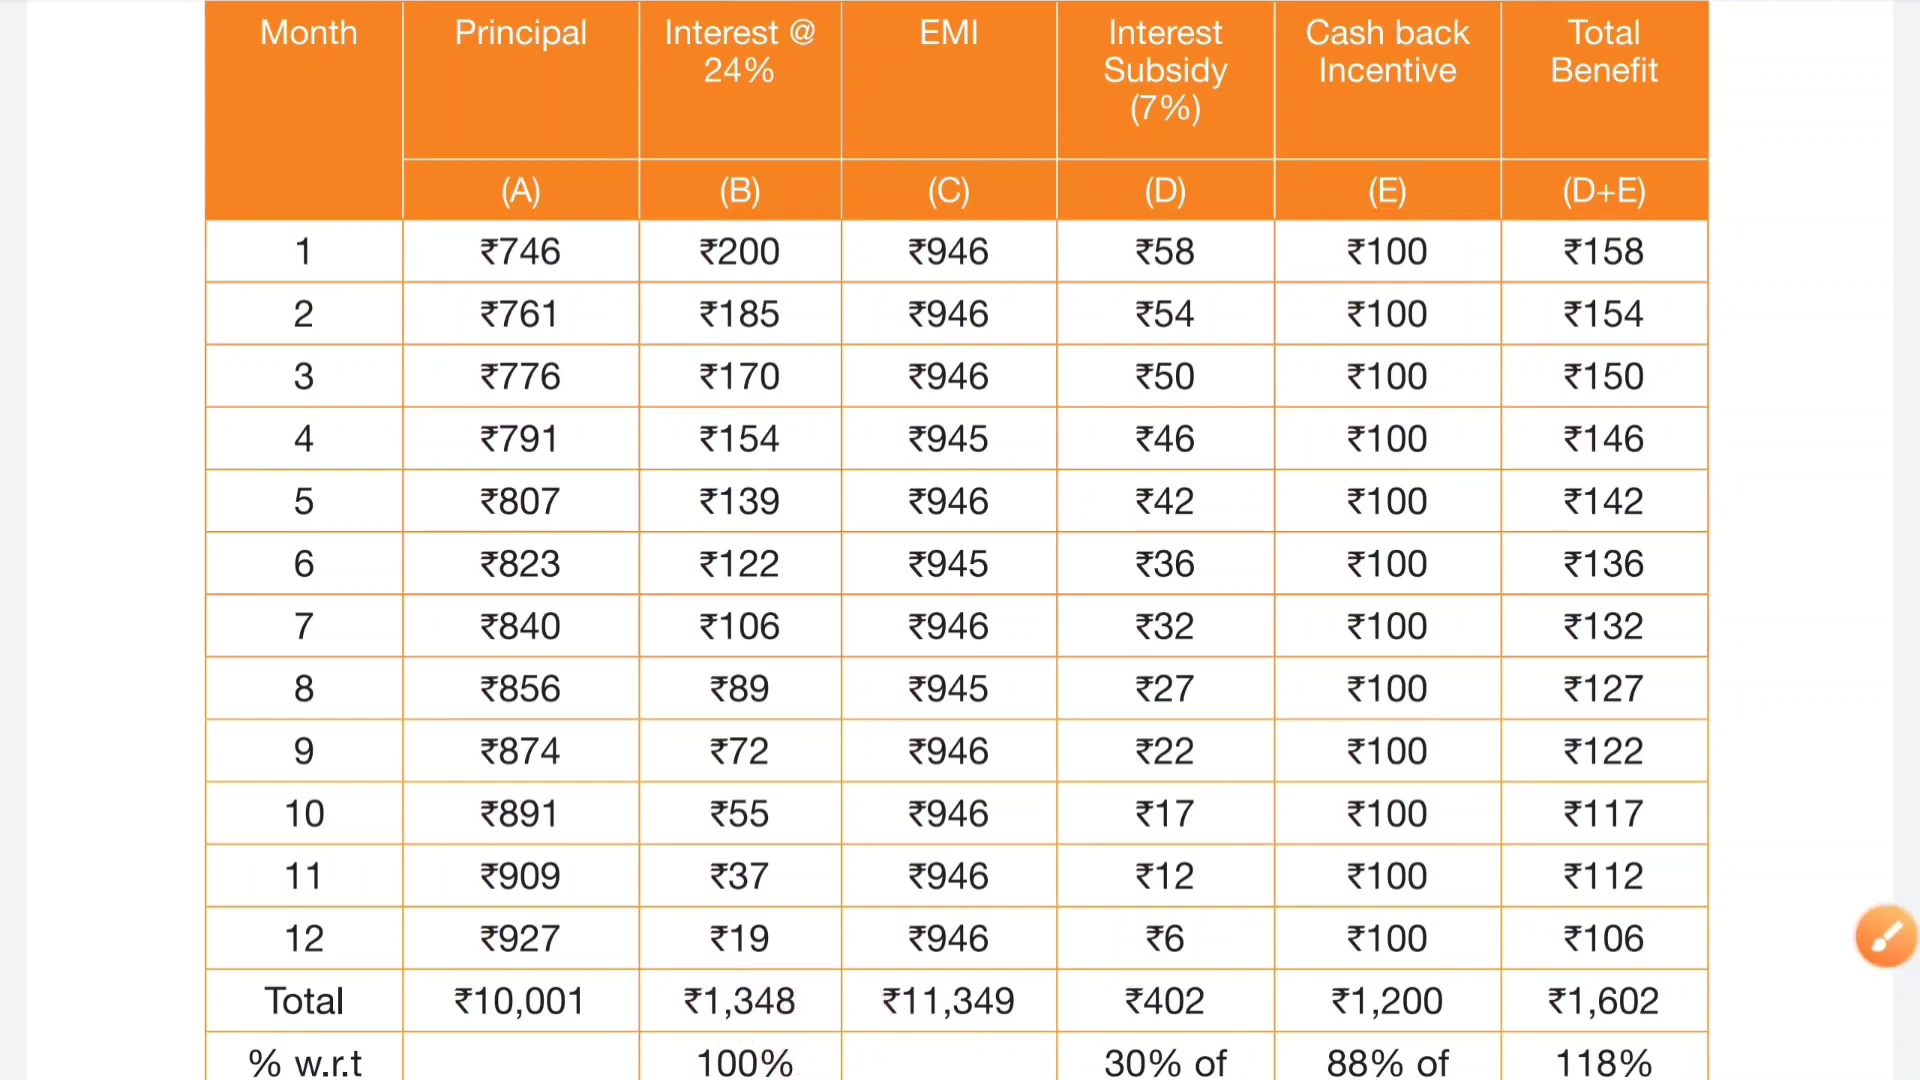 Month Principal Interest @ 24% EMI Interest Subsidy (7%) Cash back Incentive Total Benefit
(A) (B) (C) (D) (E) (D+E)
1 ₹746 ₹200 ₹946 ₹58 ₹100 ₹158
2 ₹761 ₹185 ₹946 ₹54 ₹100 ₹154
3 ₹776 ₹170 ₹946 ₹50 ₹100 ₹150
4 ₹791 ₹154 ₹945 ₹46 ₹100 ₹146
5 ₹807 ₹139 ₹946 ₹42 ₹100 ₹142
6 ₹823 ₹122 ₹945 ₹36 ₹100 ₹136
7 ₹840 ₹106 ₹946 ₹32 ₹100 ₹132
8 ₹856 ₹89 ₹945 ₹27 ₹100 ₹127
9 ₹874 ₹72 ₹946 ₹22 ₹100 ₹122
10 ₹891 ₹55 ₹946 ₹17 ₹100 ₹117
11 ₹909 ₹37 ₹946 ₹12 ₹100 ₹112
12 ₹927 ₹19 ₹946 ₹6 ₹100 ₹106
Total ₹10,001 ₹1,348 ₹11,349 ₹402 ₹1,200 ₹1,602
% w.r.t 100% 30% of 88% of 118%